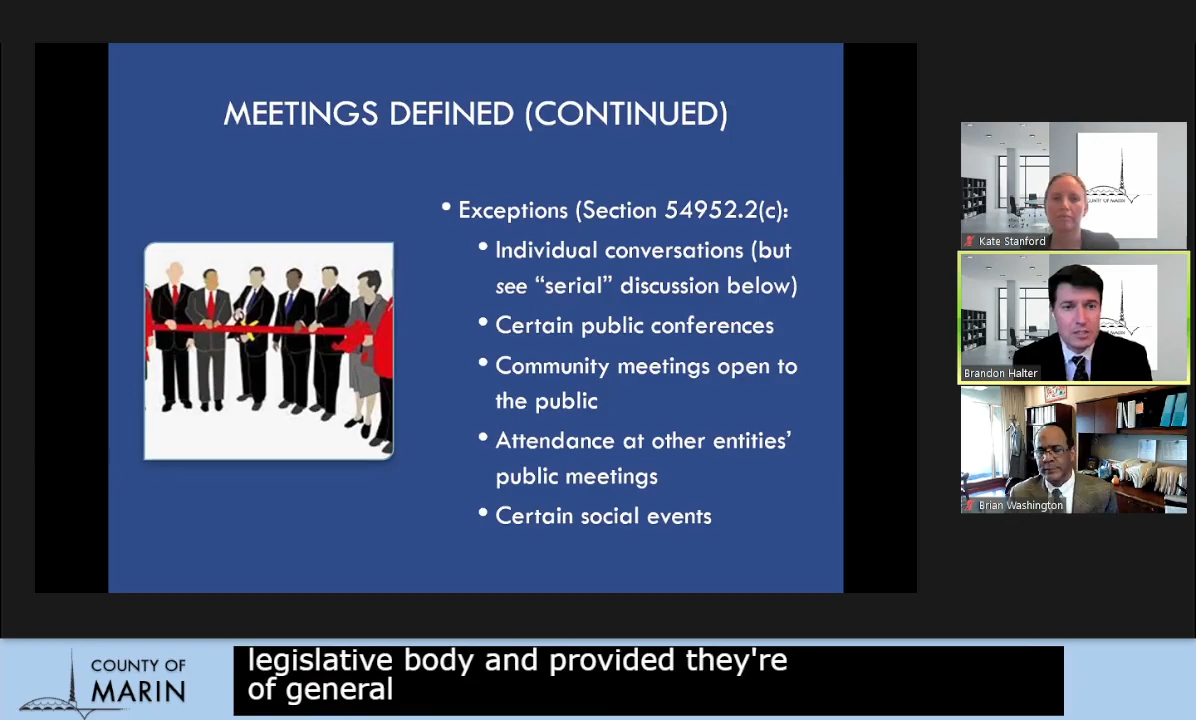 MEETINGS DEFINED (CONTINUED)
• Exceptions (Section 54952.2(c):
• Individual conversations (but
see “serial” discussion below)
• Certain public conferences
• Community meetings open to
the public
• Attendance at other entities’
public meetings
• Certain social events
Kate Stanford
Brandon Halter
Brian Washington
COUNTY OF
MARIN
legislative body and provided they're
of general